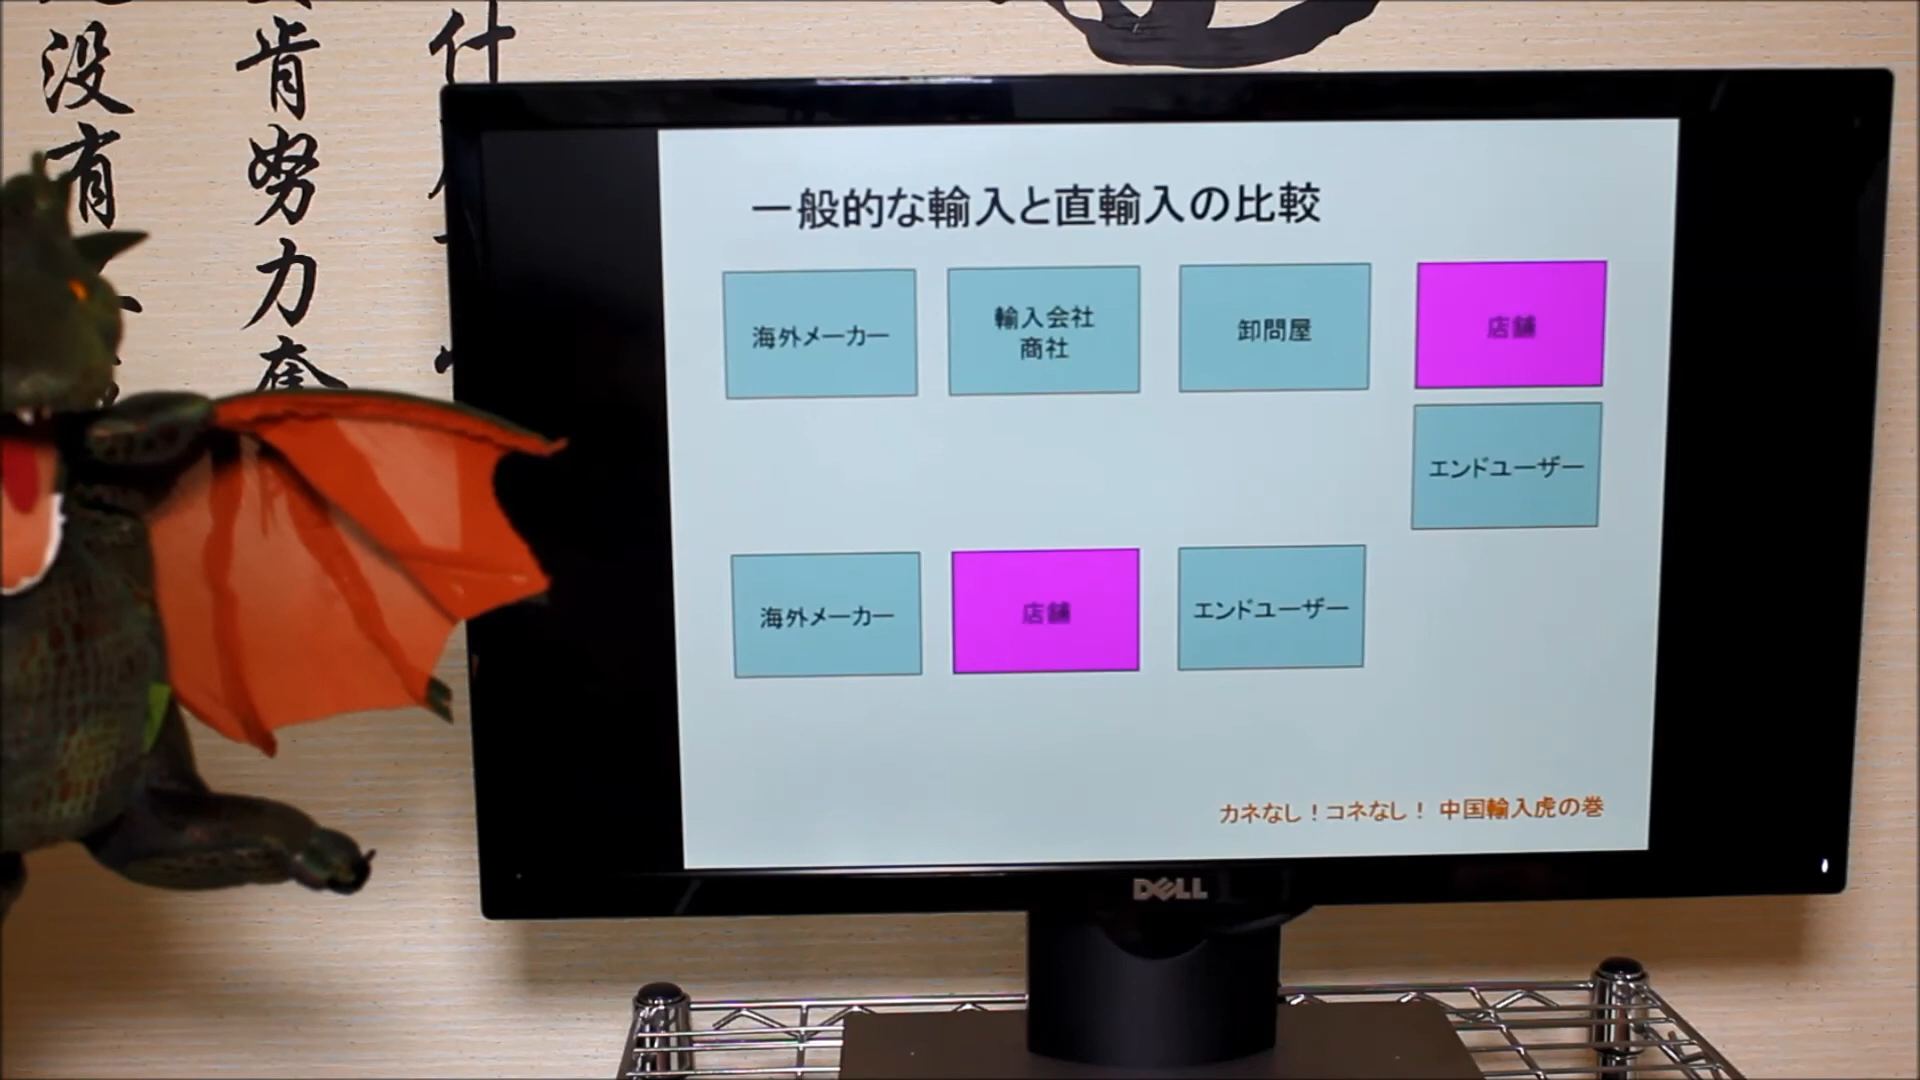 没有
肯努力奮
什
一般的な輸入と直輸入の比較
海外メーカー
輸入会社
商社
卸問屋
店舗
エンドユーザー
海外メーカー
店舗
エンドユーザー
カネなし！コネなし！ 中国輸入虎の巻
DELL